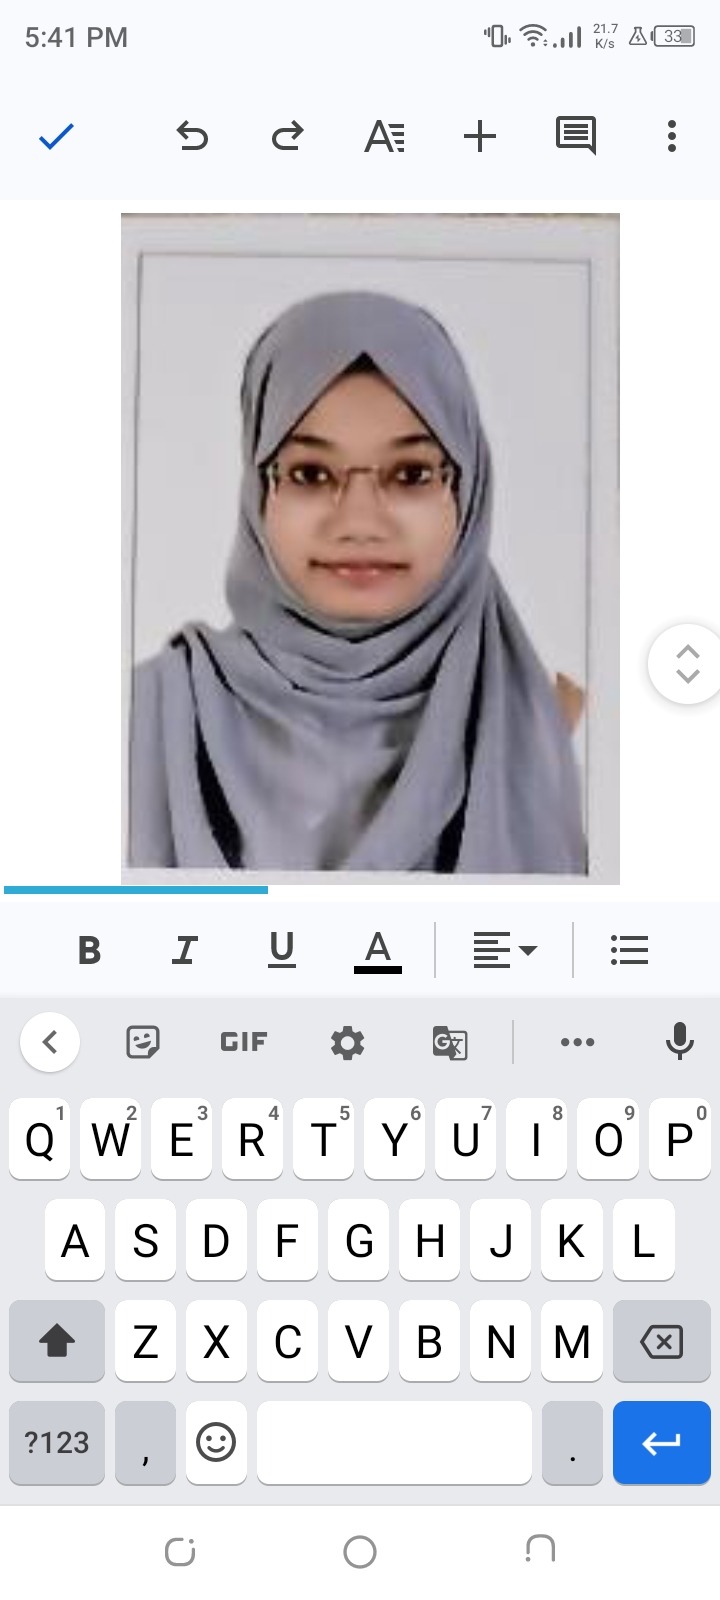 5:41 PM
21.7
K/s
33
B I U A
GIF
Q1 W2 E3 R4 T5 Y6 U7 I8 O9 P0
A S D F G H J K L
Z X C V B N M
?123 , .